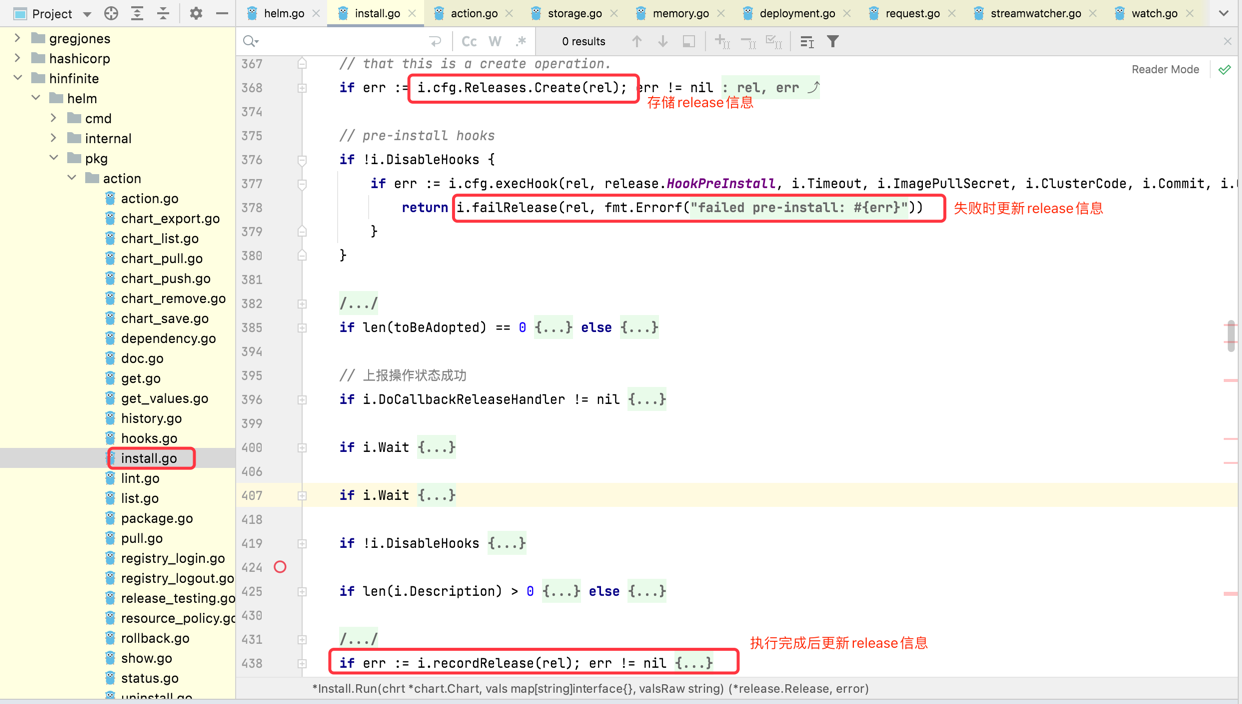 Project
helm.go
install.go
action.go
storage.go
memory.go
deployment.go
request.go
streamwatcher.go
watch.go
Cc W .*
0 results
Reader Mode
gregjones
hashicorp
hinfinite
helm
cmd
internal
pkg
action
action.go
chart_export.go
chart_list.go
chart_pull.go
chart_push.go
chart_remove.go
chart_save.go
dependency.go
doc.go
get.go
get_values.go
history.go
hooks.go
install.go
lint.go
list.go
package.go
pull.go
registry_login.go
registry_logout.go
release_testing.go
resource_policy.go
rollback.go
show.go
status.go
uninstall.go
367 // that this is a create operation.
368 if err := i.cfg.Releases.Create(rel); err != nil : rel, err
存储release信息
374
375 // pre-install hooks
376 if !i.DisableHooks {
377 if err := i.cfg.execHook(rel, release.HookPreInstall, i.Timeout, i.ImagePullSecret, i.ClusterCode, i.Commit, i.
378 return i.failRelease(rel, fmt.Errorf("failed pre-install: #{err}"))
失败时更新release信息
379 }
380 }
381
382 /.../
385 if len(toBeAdopted) == 0 {...} else {...}
394
395 // 上报操作状态成功
396 if i.DoCallbackReleaseHandler != nil {...}
399
400 if i.Wait {...}
406
407 if i.Wait {...}
418
419 if !i.DisableHooks {...}
424
425 if len(i.Description) > 0 {...} else {...}
430
431 /.../
执行完成后更新release信息
438 if err := i.recordRelease(rel); err != nil {...}
*Install.Run(chrt *chart.Chart, vals map[string]interface{}, valsRaw string) (*release.Release, error)